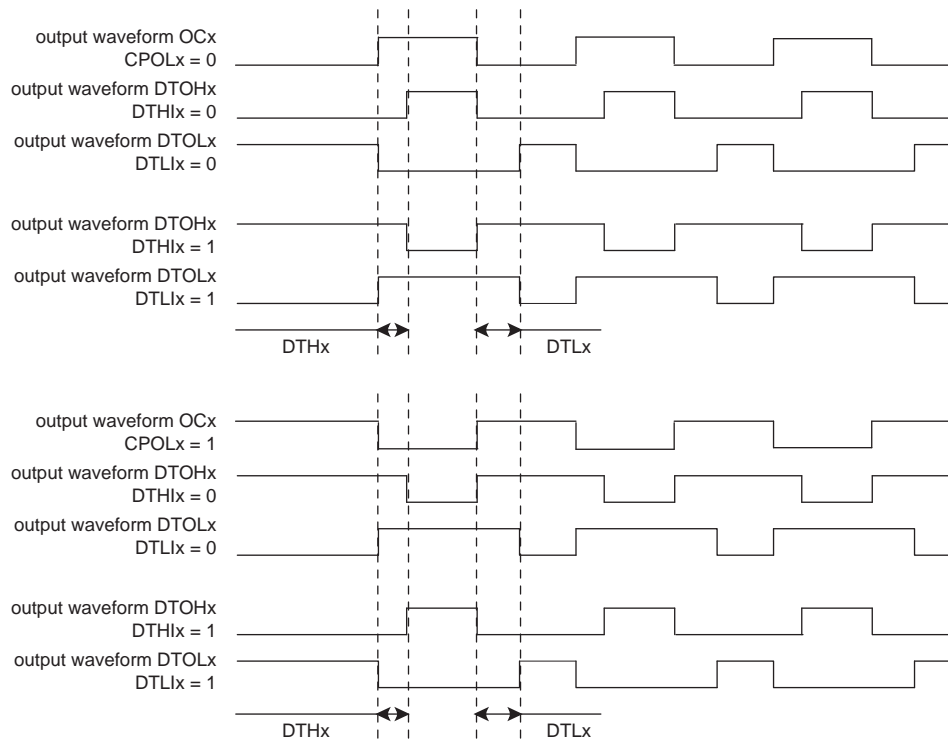 output waveform OCx
CPOLx = 0
output waveform DTOHx
DTHIx = 0
output waveform DTOLx
DTLIx = 0
output waveform DTOHx
DTHIx = 1
output waveform DTOLx
DTLIx = 1
DTHx
DTLx
output waveform OCx
CPOLx = 1
output waveform DTOHx
DTHIx = 0
output waveform DTOLx
DTLIx = 0
output waveform DTOHx
DTHIx = 1
output waveform DTOLx
DTLIx = 1
DTHx
DTLx